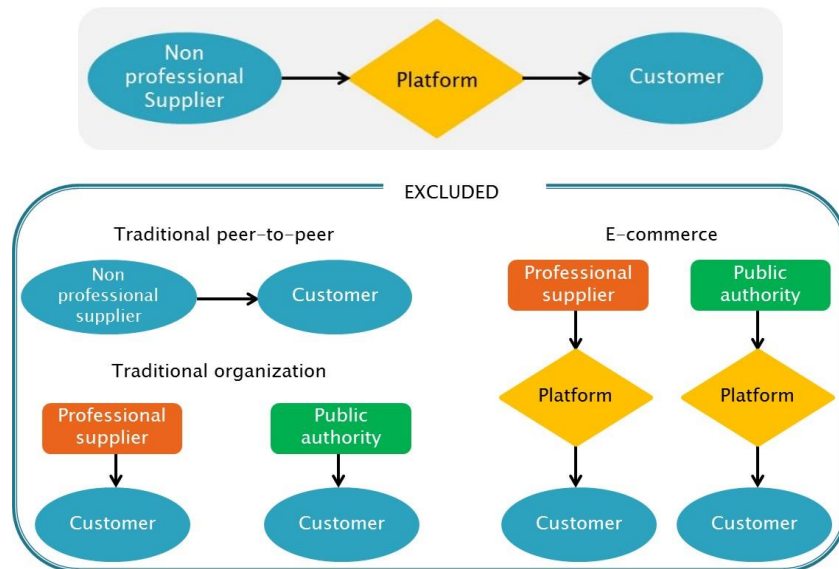 Non
professional
Supplier
Platform
Customer
EXCLUDED
Traditional peer-to-peer
Non
professional
supplier
Customer
Traditional organization
Professional
supplier
Public
authority
Customer
Customer
E-commerce
Professional
supplier
Public
authority
Platform
Platform
Customer
Customer